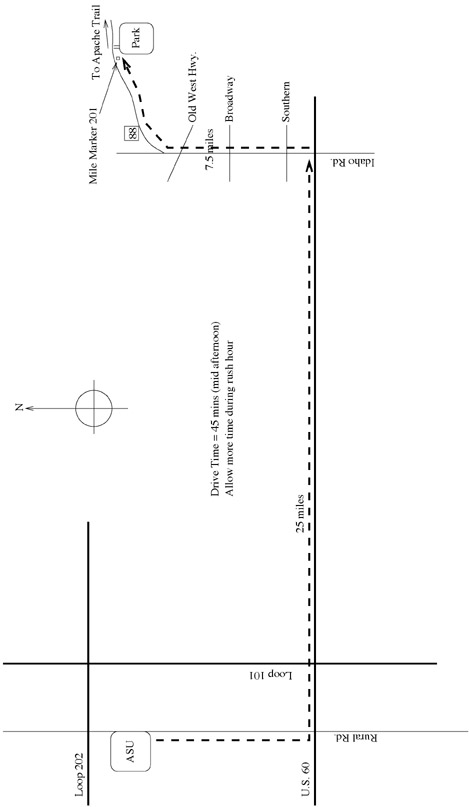 To Apache Trail
Park
Mile Marker 201
88
Old West Hwy.
Broadway
Southern
7.5 miles
Idaho Rd.
N
Drive Time = 45 mins (mid afternoon)
Allow more time during rush hour
25 miles
Loop 101
Rural Rd.
ASU
Loop 202
U.S. 60